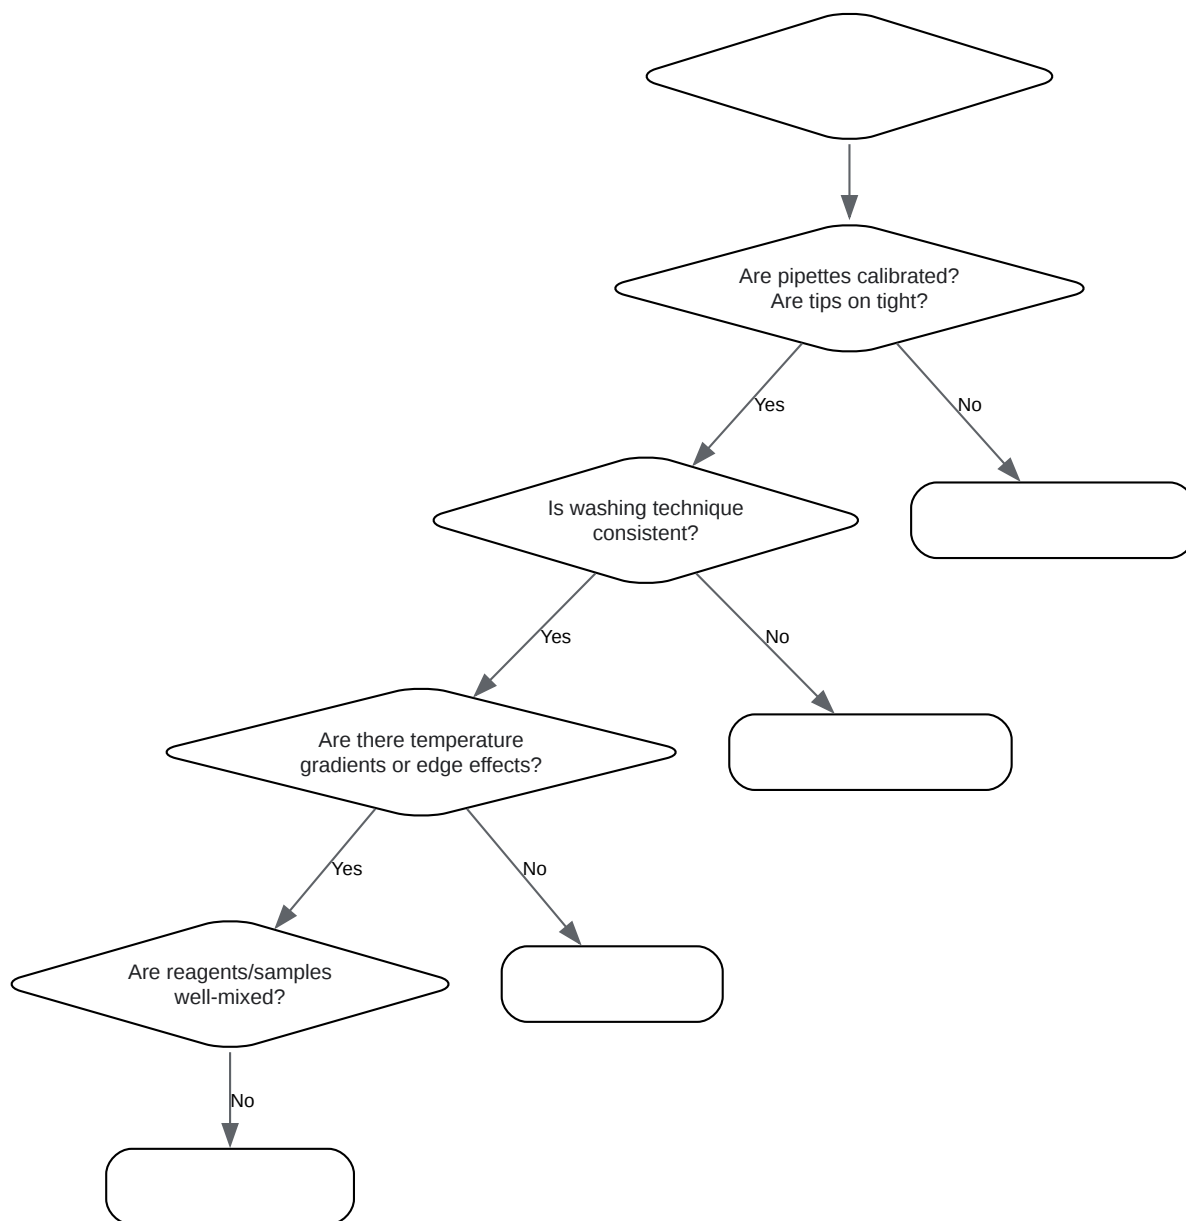 Are pipettes calibrated?
Are tips on tight?
Yes
No
Is washing technique
consistent?
Yes
No
Are there temperature
gradients or edge effects?
Yes
No
Are reagents/samples
well-mixed?
No